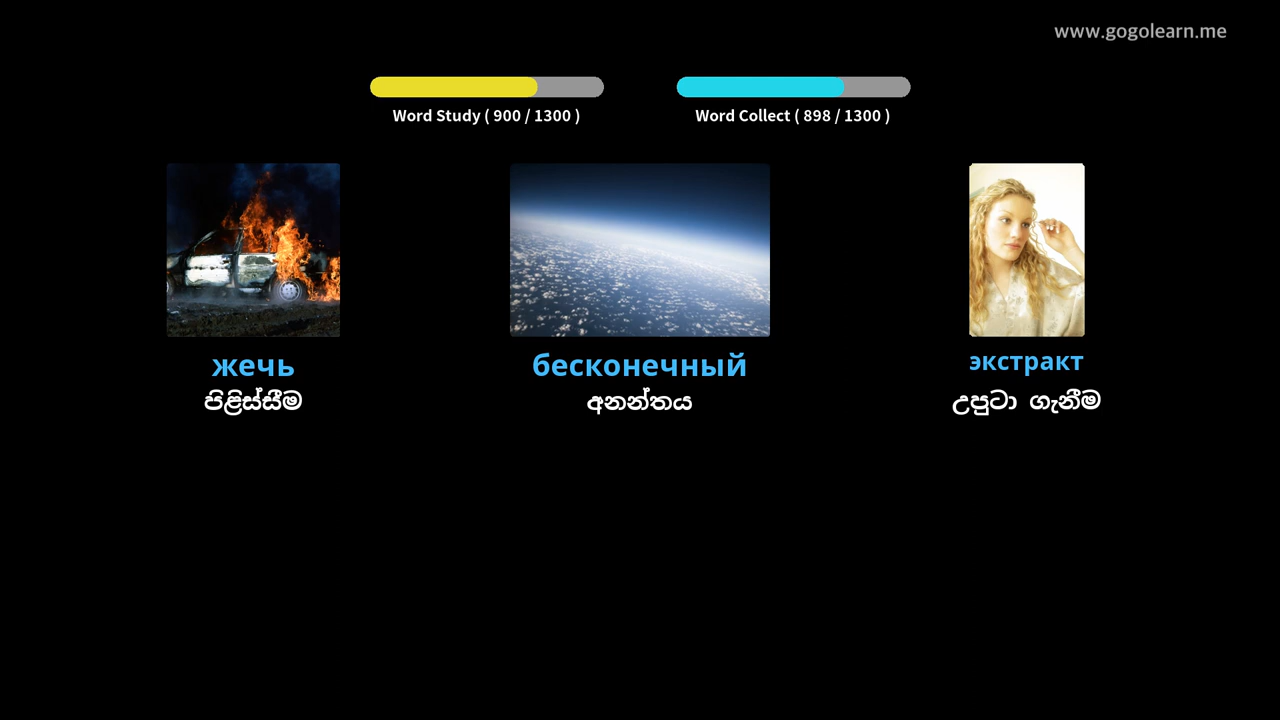 www.gogolearn.me
Word Study ( 900 / 1300 )
Word Collect ( 898 / 1300 )
жечь
පිළිස්සීම
бесконечный
අනන්තය
экстракт
උපුටා ගැනීම